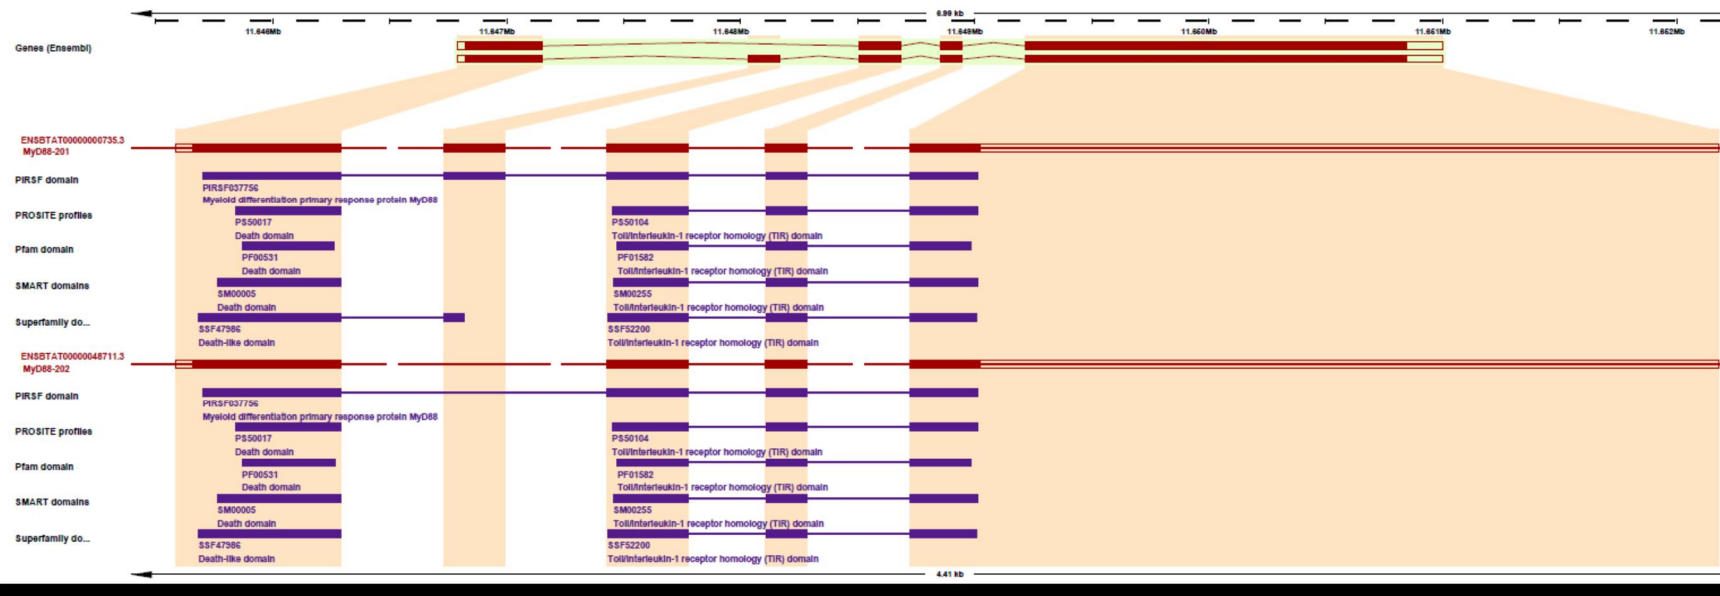 6.99 kb
11.646Mb 11.647Mb 11.648Mb 11.649Mb 11.650Mb 11.651Mb 11.652Mb
Genes (Ensembl)
ENSBTAT00000000735.3
MyD88-201
PIRSF domain
PIRSF037756
Myeloid differentiation primary response protein MyD88
PROSITE profiles
PS50017 PS50104
Death domain Toll/interleukin-1 receptor homology (TIR) domain
Pfam domain
PF00531 PF01582
Death domain Toll/interleukin-1 receptor homology (TIR) domain
SMART domains
SM00005 SM00255
Death domain Toll/interleukin-1 receptor homology (TIR) domain
Superfamily do...
SSF47986 SSF52200
Death-like domain Toll/interleukin-1 receptor homology (TIR) domain
ENSBTAT00000048711.3
MyD88-202
PIRSF domain
PIRSF037756
Myeloid differentiation primary response protein MyD88
PROSITE profiles
PS50017 PS50104
Death domain Toll/interleukin-1 receptor homology (TIR) domain
Pfam domain
PF00531 PF01582
Death domain Toll/interleukin-1 receptor homology (TIR) domain
SMART domains
SM00005 SM00255
Death domain Toll/interleukin-1 receptor homology (TIR) domain
Superfamily do...
SSF47986 SSF52200
Death-like domain Toll/interleukin-1 receptor homology (TIR) domain
4.41 kb